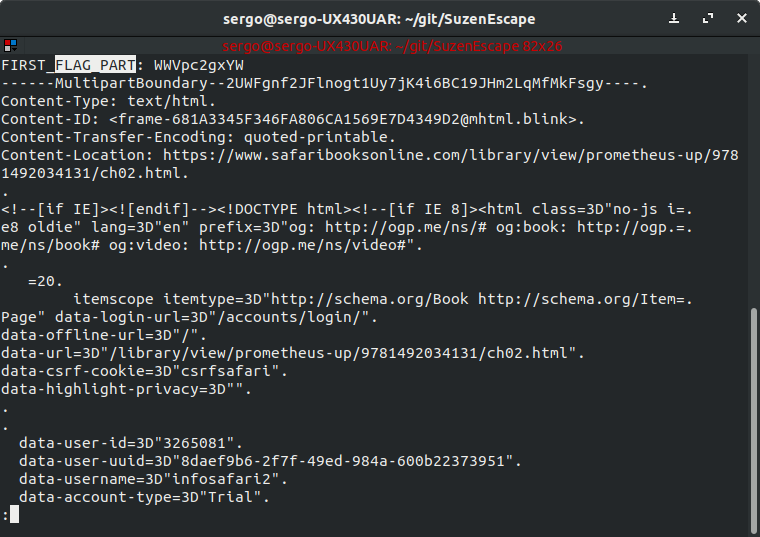 sergo@sergo-UX430UAR: ~/git/SuzenEscape
sergo@sergo-UX430UAR: ~/git/SuzenEscape 82x26
FIRST_FLAG_PART: WWVpc2gxYW
------MultipartBoundary--2UWFgnf2JFlnogt1Uy7jK4i6BC19JHm2LqMfMkFsgy----.
Content-Type: text/html.
Content-ID: <frame-681A3345F346FA806CA1569E7D4349D2@mhtml.blink>.
Content-Transfer-Encoding: quoted-printable.
Content-Location: https://www.safaribooksonline.com/library/view/prometheus-up/978
1492034131/ch02.html.
.
<!--[if IE]><![endif]--><!DOCTYPE html><!--[if IE 8]><html class=3D"no-js i=.
e8 oldie" lang=3D"en" prefix=3D"og: http://ogp.me/ns/# og:book: http://ogp.=.
me/ns/book# og:video: http://ogp.me/ns/video#".
.
=20.
itemscope itemtype=3D"http://schema.org/Book http://schema.org/Item=.
Page" data-login-url=3D"/accounts/login/".
data-offline-url=3D"/".
data-url=3D"/library/view/prometheus-up/9781492034131/ch02.html".
data-csrf-cookie=3D"csrfsafari".
data-highlight-privacy=3D"".
.
.
data-user-id=3D"3265081".
data-user-uuid=3D"8daef9b6-2f7f-49ed-984a-600b22373951".
data-username=3D"infosafari2".
data-account-type=3D"Trial".
: